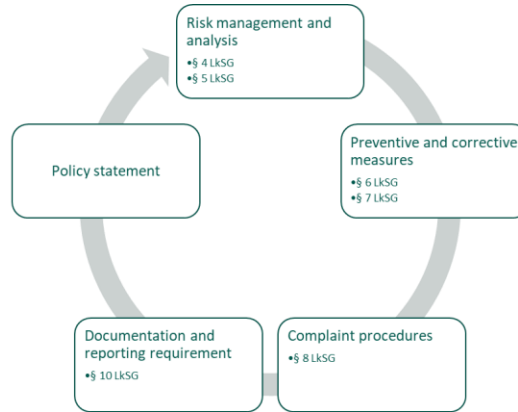 Risk management and
analysis
•§ 4 LkSG
•§ 5 LkSG
Preventive and corrective
measures
•§ 6 LkSG
•§ 7 LkSG
Complaint procedures
•§ 8 LkSG
Documentation and
reporting requirement
•§ 10 LkSG
Policy statement